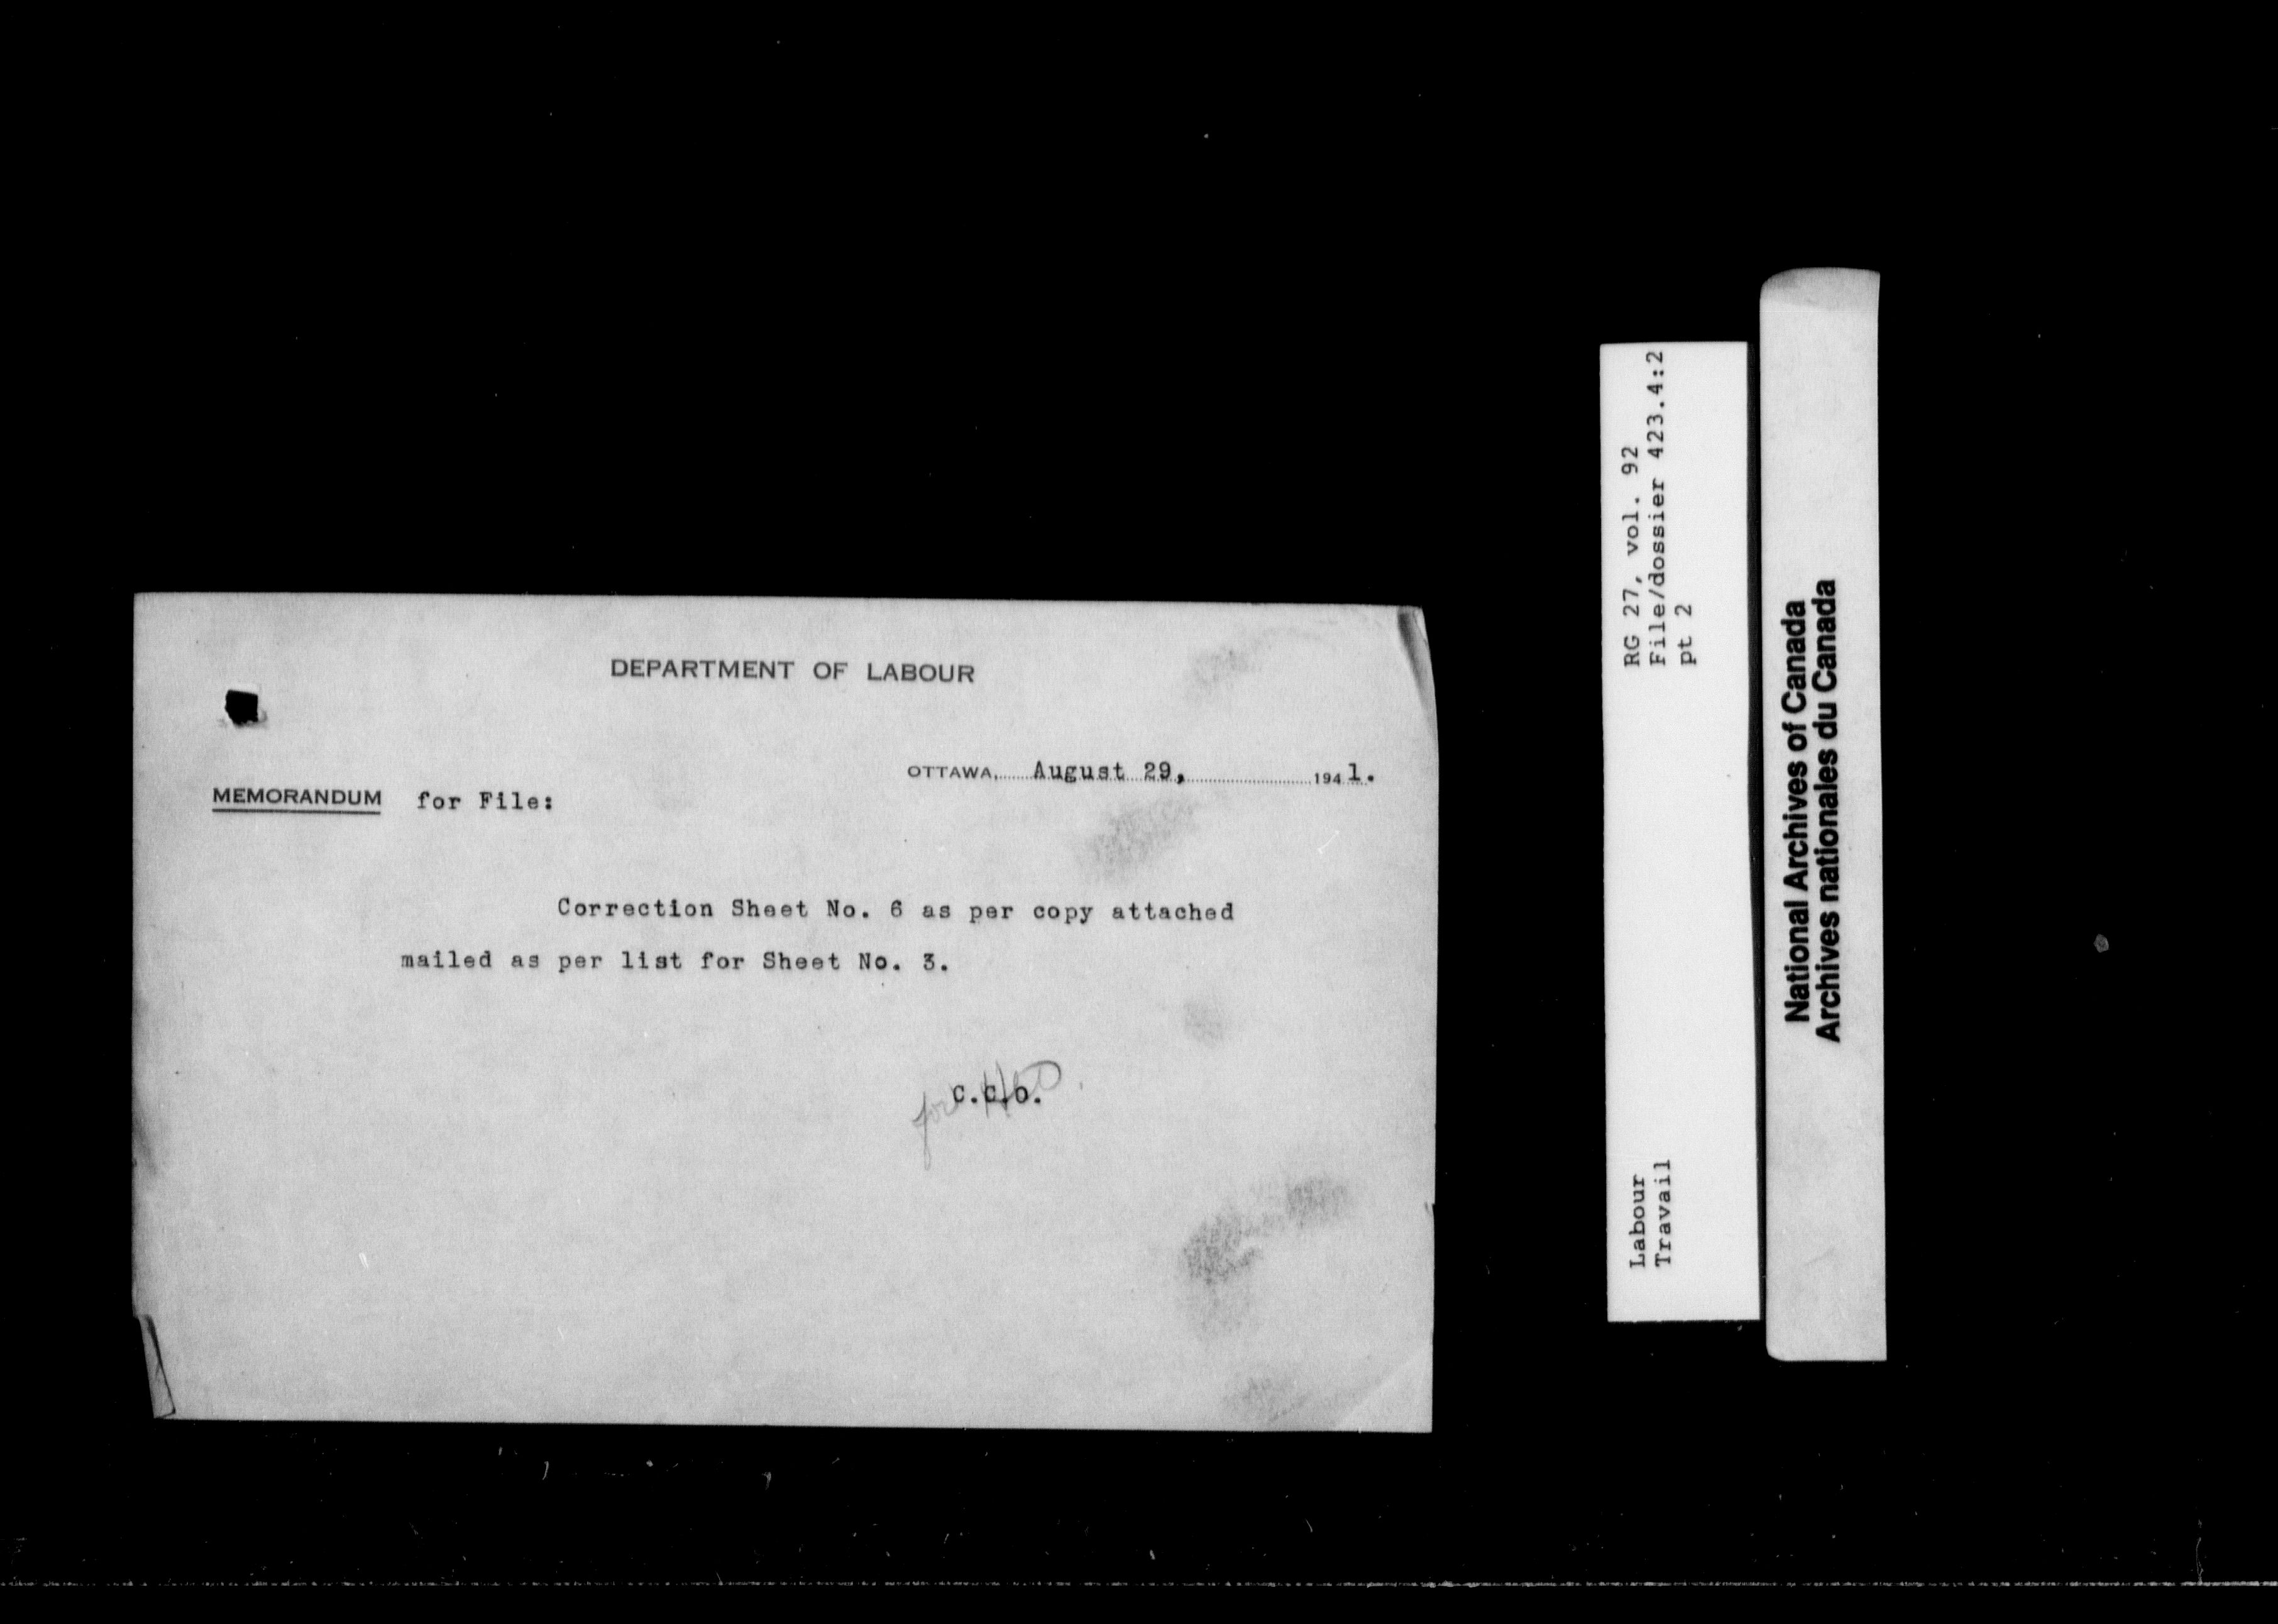 DEPARTMENT OF LABOUR
OTTAWA, August 29, 1941.
MEMORANDUM for File:
Correction Sheet No. 6 as per copy attached
mailed as per list for Sheet No. 3.
for
C.C.O.
RG 27, vol. 92
File/dossier 423.4:2
pt 2
Labour
Travail
National Archives of Canada
Archives nationales du Canada